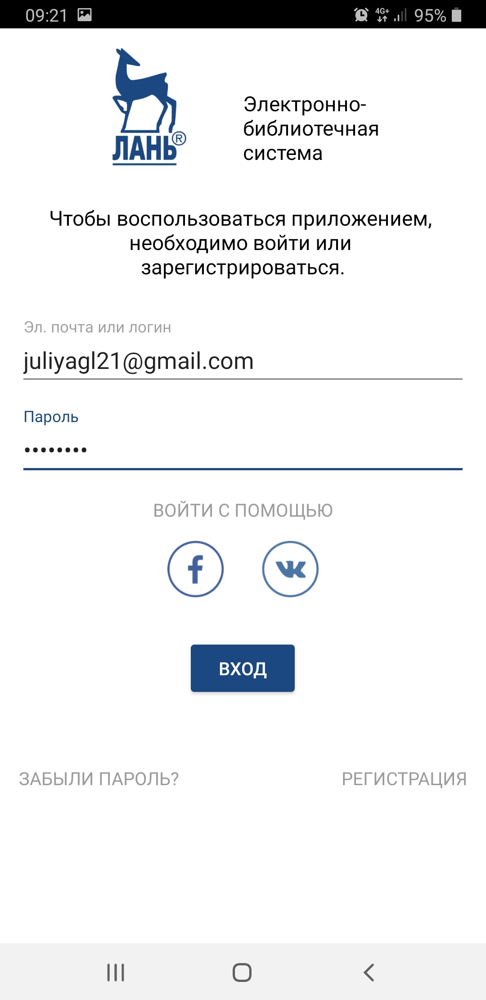 09:21
4G+
95%
ЛАНЬ®
Электронно-
библиотечная
система
Чтобы воспользоваться приложением,
необходимо войти или
зарегистрироваться.
Эл. почта или логин
juliyagl21@gmail.com
Пароль
••••••••
ВОЙТИ С ПОМОЩЬЮ
ВХОД
ЗАБЫЛИ ПАРОЛЬ?
РЕГИСТРАЦИЯ